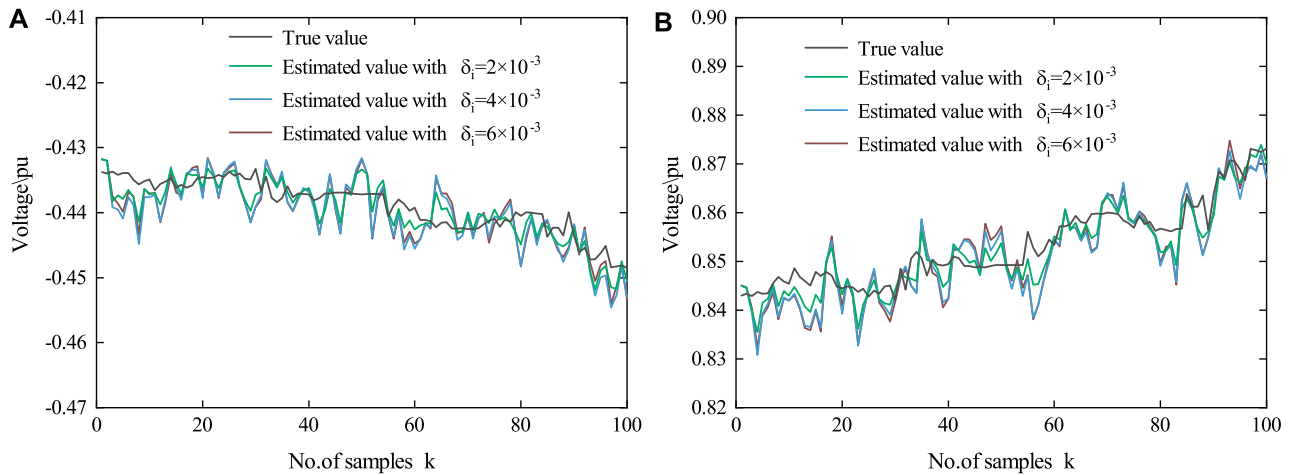 A
-0.41
-0.42
-0.43
-0.44
-0.45
-0.46
-0.47
Voltage\pu
True value
Estimated value with δi=2×10-3
Estimated value with δi=4×10-3
Estimated value with δi=6×10-3
0 20 40 60 80 100
No.of samples k
B
0.90
0.89
0.88
0.87
0.86
0.85
0.84
0.83
0.82
Voltage\pu
True value
Estimated value with δi=2×10-3
Estimated value with δi=4×10-3
Estimated value with δi=6×10-3
0 20 40 60 80 100
No.of samples k